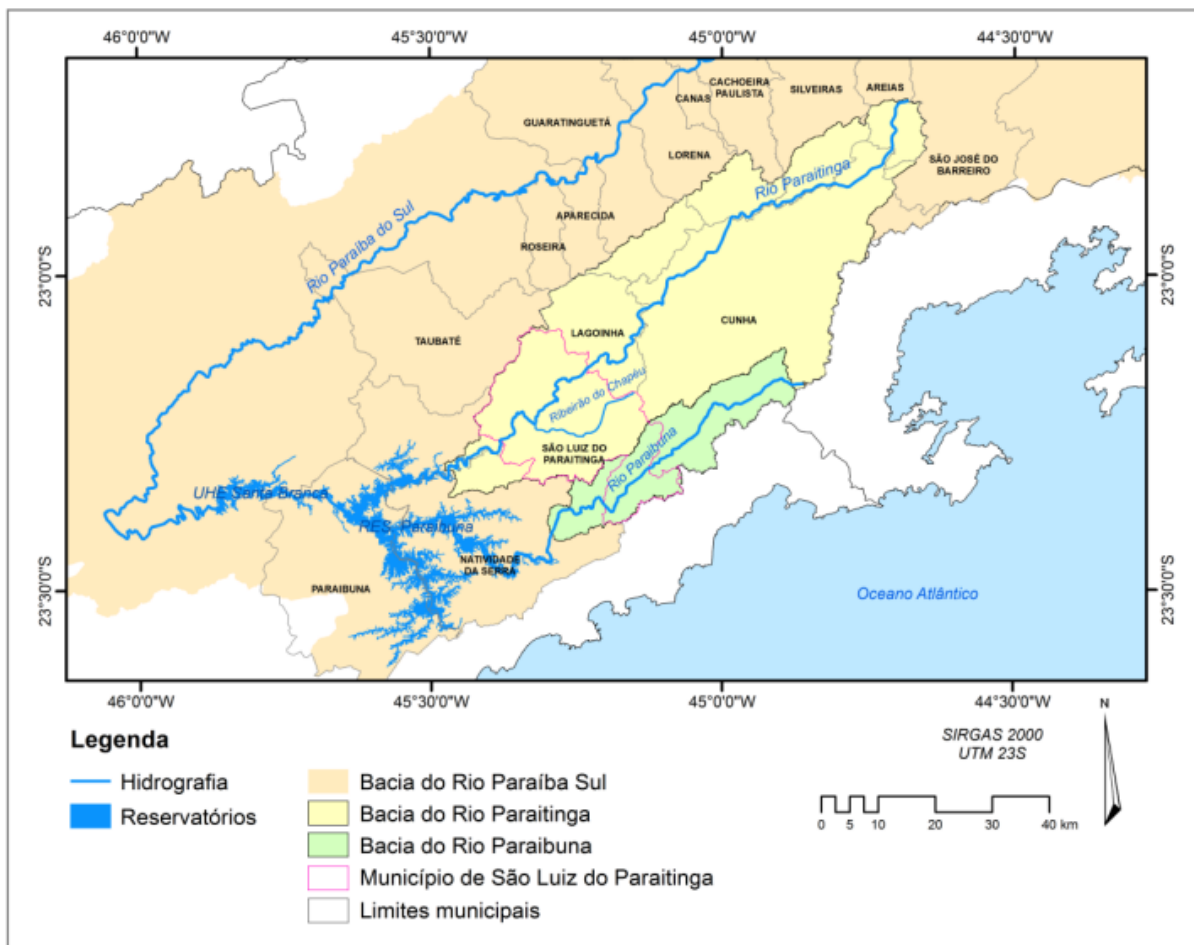 46°0'0"W
45°30'0"W
45°0'0"W
44°30'0"W
CACHOEIRA
PAULISTA
SILVEIRAS
AREIAS
CANAS
GUARATINGUETÁ
LORENA
SÃO JOSÉ DO
BARREIRO
Rio Paraitinga
Rio Paraíba do Sul
APARECIDA
ROSEIRA
23°0'0"S
23°0'0"S
CUNHA
LAGOINHA
TAUBATÉ
Ribeirão do Chapéu
SÃO LUIZ DO
PARAITINGA
Rio Paraibuna
UHE Santa Branca
RES. Paraibuna
NATIVIDADE
DA SERRA
PARAIBUNA
23°30'0"S
23°30'0"S
Oceano Atlântico
46°0'0"W
45°30'0"W
45°0'0"W
44°30'0"W
Legenda
Hidrografia
Reservatórios
Bacia do Rio Paraíba Sul
Bacia do Rio Paraitinga
Bacia do Rio Paraibuna
Município de São Luiz do Paraitinga
Limites municipais
SIRGAS 2000
UTM 23S
N
0 5 10 20 30 40 km